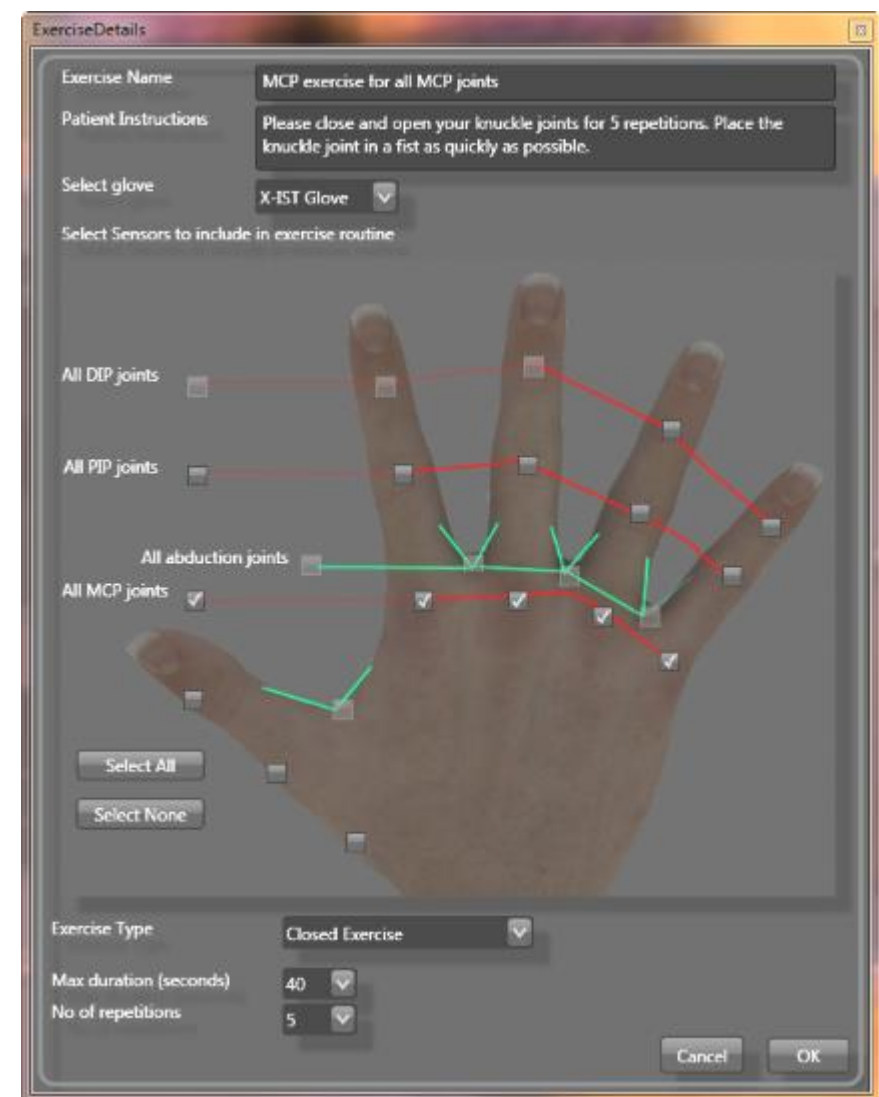 ExerciseDetails
Exercise Name
MCP exercise for all MCP joints
Patient Instructions
Please close and open your knuckle joints for 5 repetitions. Place the
knuckle joint in a fist as quickly as possible.
Select glove
X-IST Glove
Select Sensors to include in exercise routine
All DIP joints
All PIP joints
All abduction joints
All MCP joints
Select All
Select None
Exercise Type
Closed Exercise
Max duration (seconds)
40
No of repetitions
5
Cancel
OK